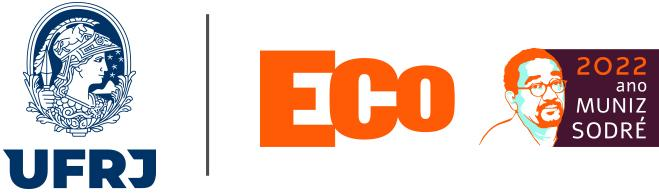 UFRJ
ECO
2022
ano
MUNIZ
SODRÉ